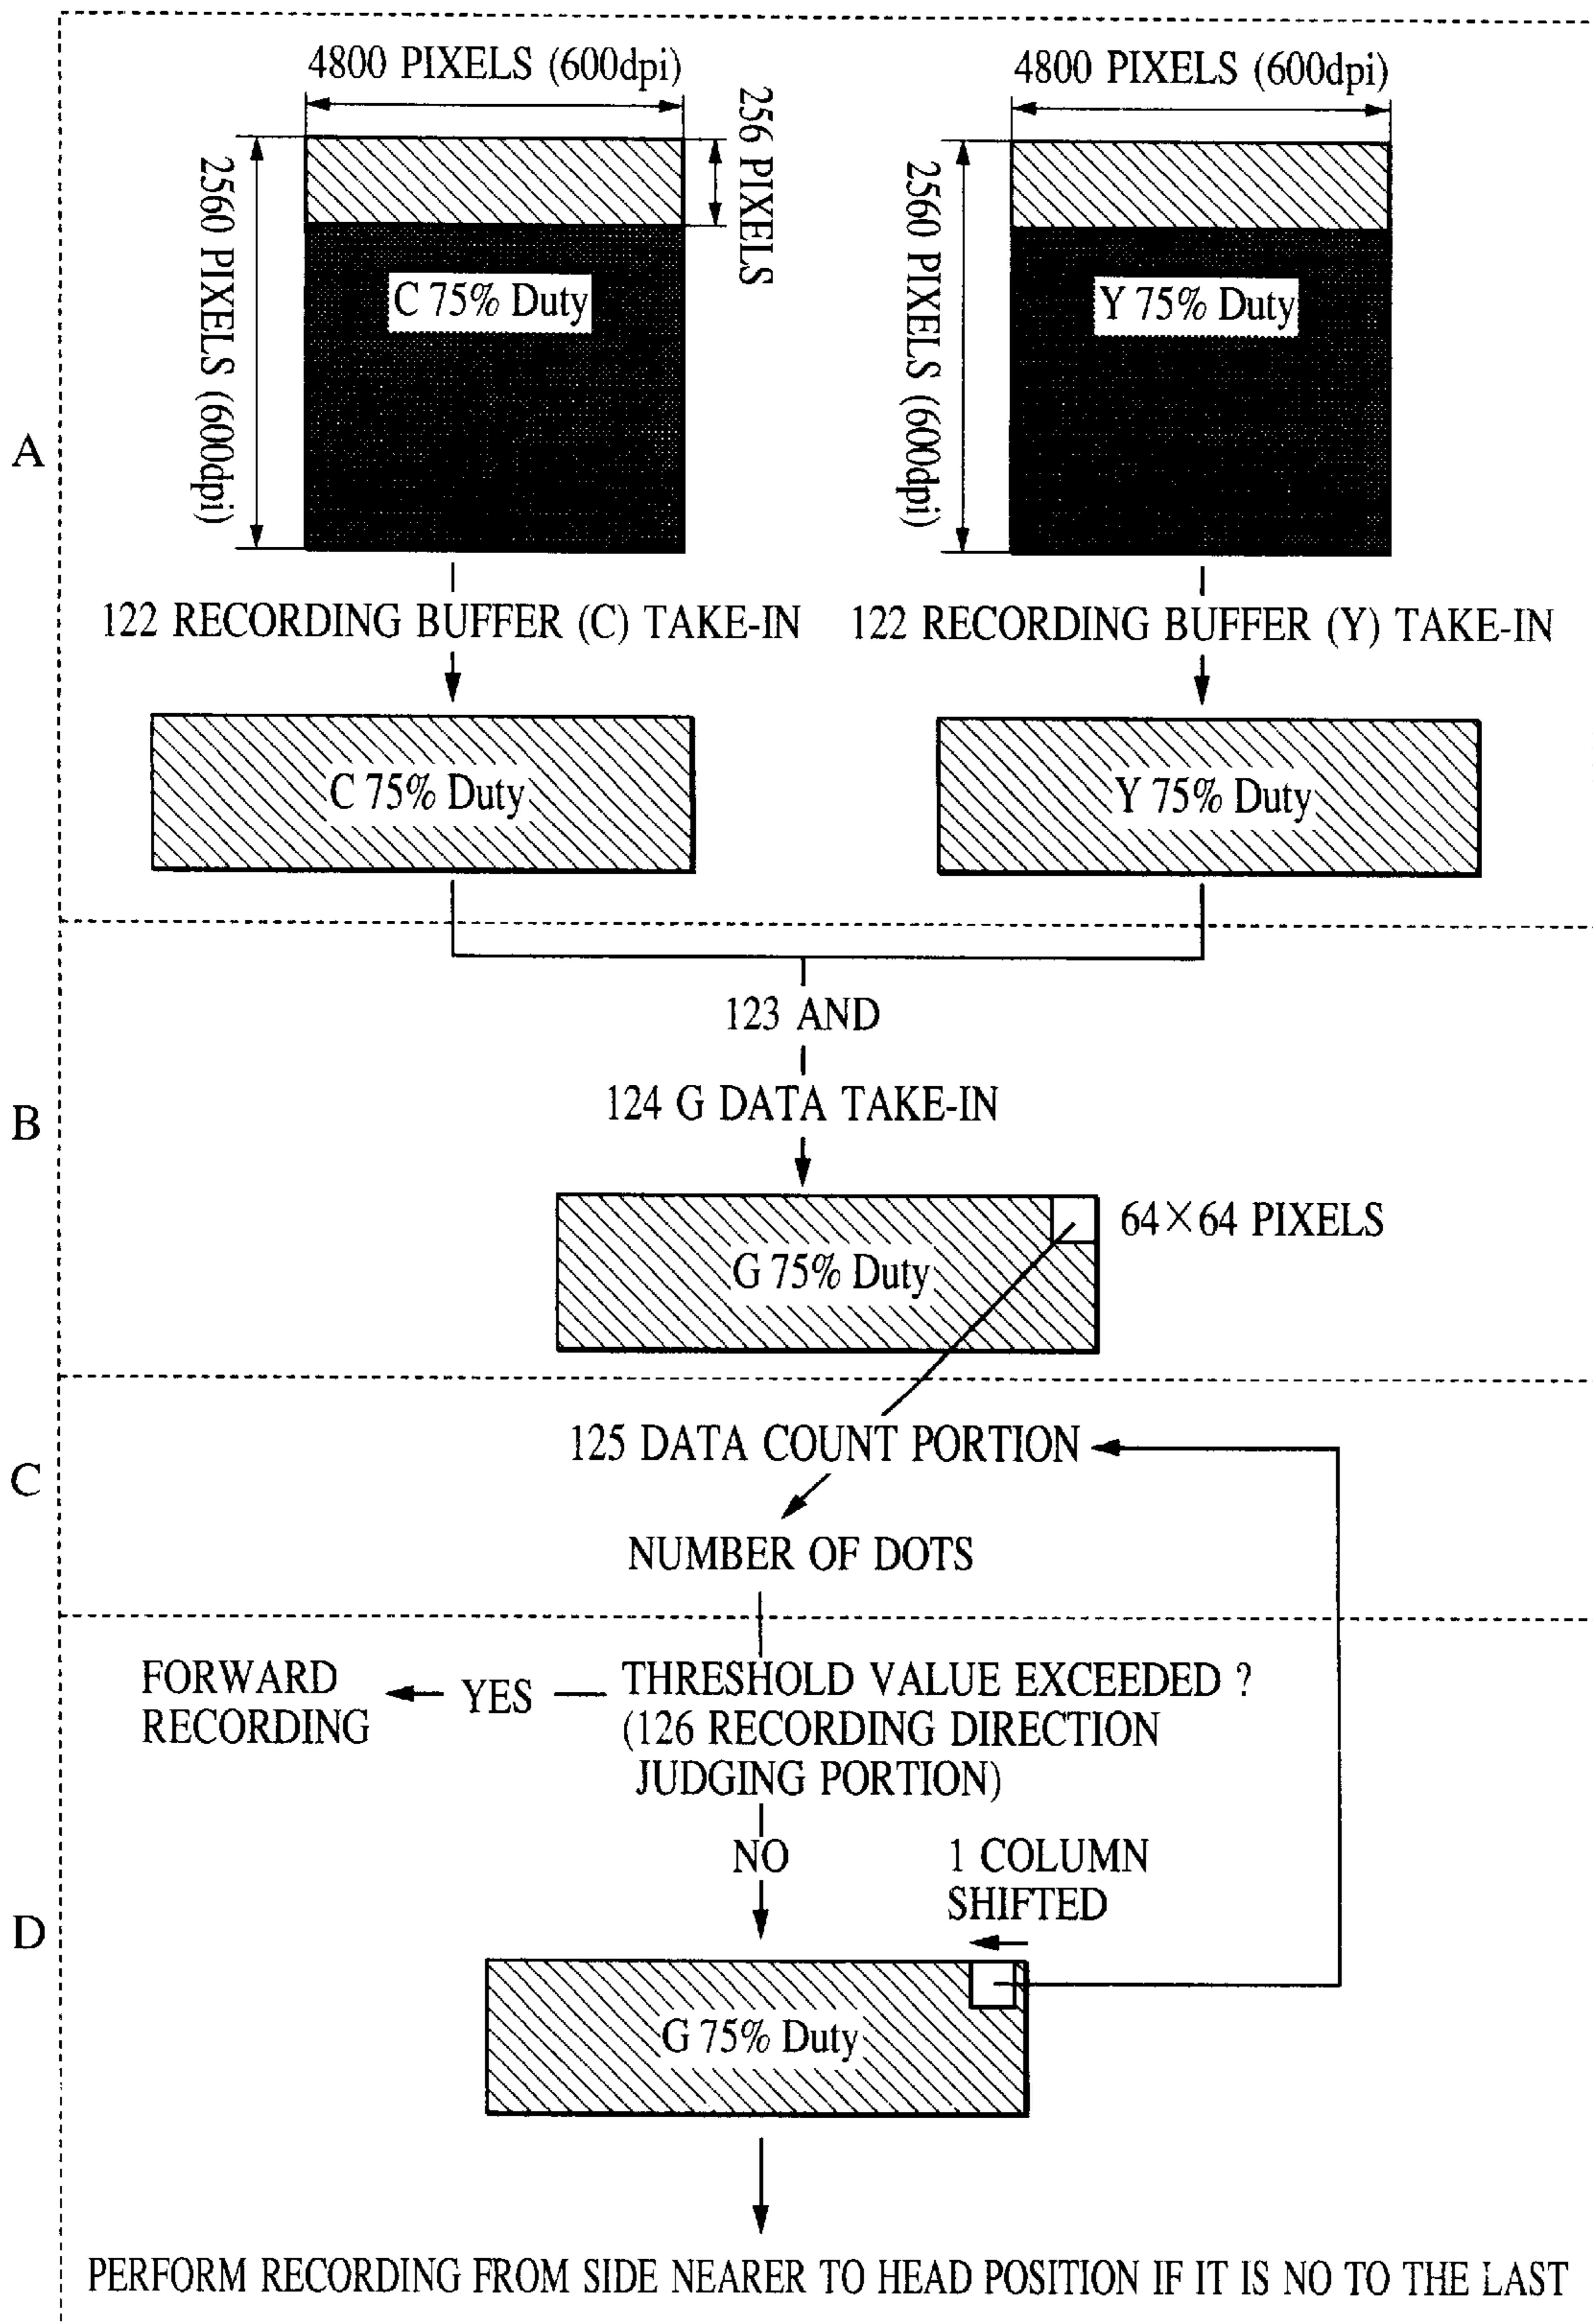 4800 PIXELS (600dpi)
4800 PIXELS (600dpi)
256 PIXELS
2560 PIXELS (600dpi)
2560 PIXELS (600dpi)
C 75% Duty
Y 75% Duty
A
122 RECORDING BUFFER (C) TAKE-IN
122 RECORDING BUFFER (Y) TAKE-IN
C 75% Duty
Y 75% Duty
123 AND
B
124 G DATA TAKE-IN
64×64 PIXELS
G 75% Duty
125 DATA COUNT PORTION
C
NUMBER OF DOTS
FORWARD
RECORDING
YES
THRESHOLD VALUE EXCEEDED ?
(126 RECORDING DIRECTION
JUDGING PORTION)
NO
1 COLUMN
SHIFTED
D
G 75% Duty
PERFORM RECORDING FROM SIDE NEARER TO HEAD POSITION IF IT IS NO TO THE LAST